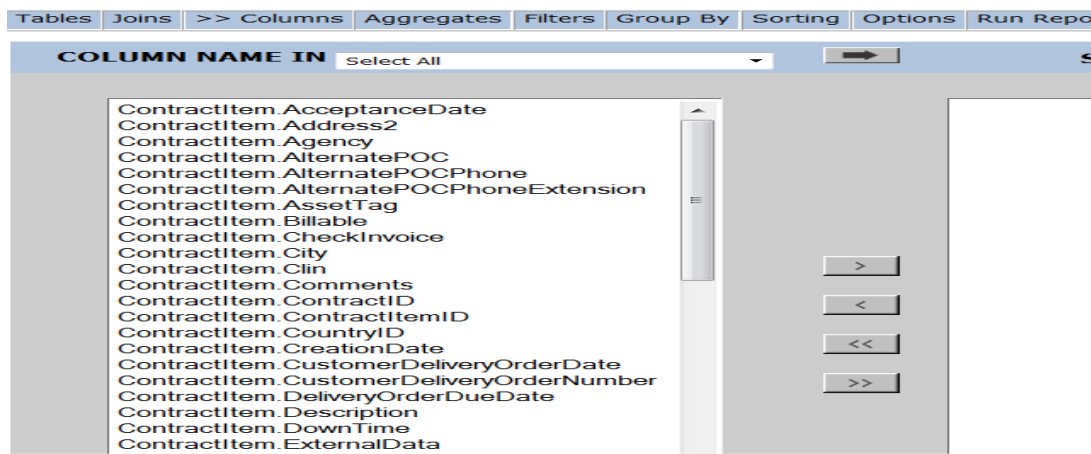 Tables Joins >> Columns Aggregates Filters Group By Sorting Options Run Repo
COLUMN NAME IN Select All
ContractItem.AcceptanceDate
ContractItem.Address2
ContractItem.Agency
ContractItem.AlternatePOC
ContractItem.AlternatePOCPhone
ContractItem.AlternatePOCPhoneExtension
ContractItem.AssetTag
ContractItem.Billable
ContractItem.CheckInvoice
ContractItem.City
ContractItem.Clin
ContractItem.Comments
ContractItem.ContractID
ContractItem.ContractItemID
ContractItem.CountryID
ContractItem.CreationDate
ContractItem.CustomerDeliveryOrderDate
ContractItem.CustomerDeliveryOrderNumber
ContractItem.DeliveryOrderDueDate
ContractItem.Description
ContractItem.DownTime
ContractItem.ExternalData
>
<
<<
>>